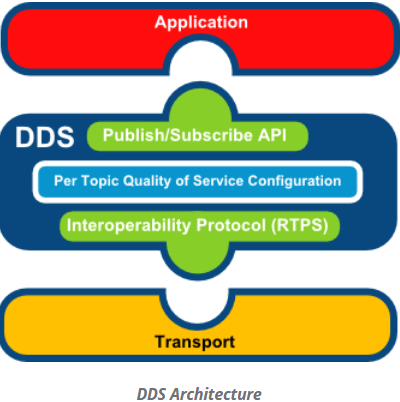 Application
DDS
Publish/Subscribe API
Per Topic Quality of Service Configuration
Interoperability Protocol (RTPS)
Transport
DDS Architecture